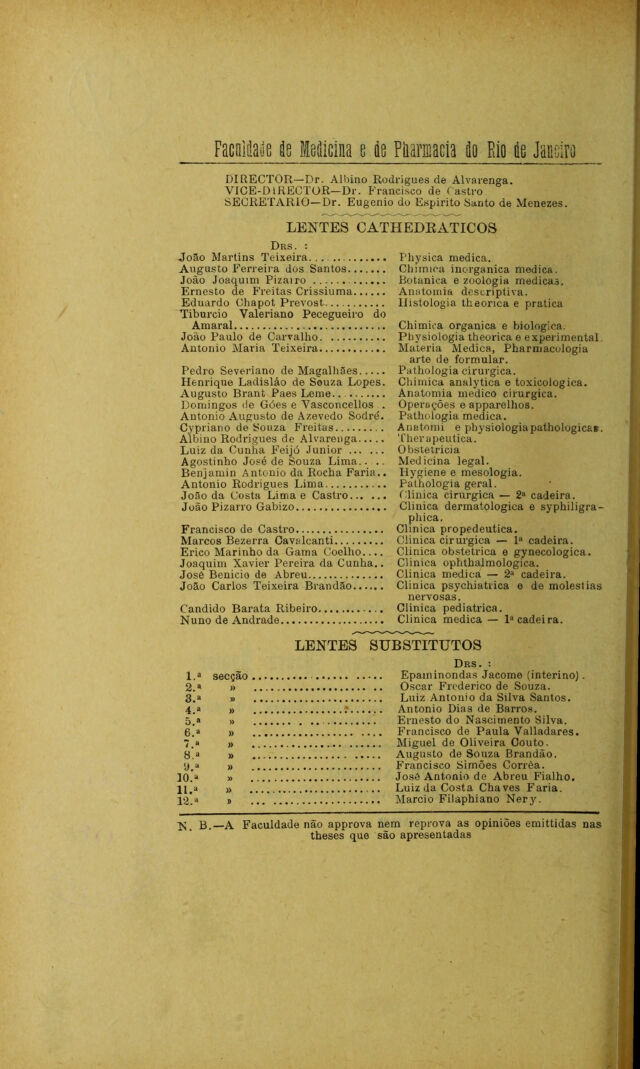 Faculdade de Medicina e de Pharmacia do Rio de Janeiro
DIRECTOR—Dr. Albino Rodrigues de Alvarenga.
VICE-DIRECTOR—Dr. Francisco de Castro
SECRETARIO—Dr. Eugenio do Espirito Santo de Menezes.
LENTES CATHEDRATICOS
DRS. :
João Martins Teixeira.............. Physica medica.
Augusto Ferreira dos Santos....... Chimica inorganica medica.
João Joaquim Pizarro ............. Botanica e zoologia medicas.
Ernesto de Freitas Crissiuma...... Anatomia descriptiva.
Eduardo Chapot Prevost........... Histologia theorica e pratica
Tiburcio Valeriano Pecegueiro do
Amaral........................... Chimica organica e biologica.
João Paulo de Carvalho. .......... Physiologia theorica e experimental.
Antonio Maria Teixeira............ Materia Medica, Pharmacologia
arte de formular.
Pedro Severiano de Magalhães..... Pathologia cirurgica.
Henrique Ladisláo de Souza Lopes. Chimica analytica e toxicologica.
Augusto Brant Paes Leme.......... Anatomia medico cirurgica.
Domingos de Góes e Vasconcellos . Operações e apparelhos.
Antonio Augusto de Azevedo Sodré. Pathologia medica.
Cypriano de Souza Freitas......... Anatomi e physiologia pathologicas.
Albino Rodrigues de Alvarenga..... Therapeutica.
Luiz da Cunha Feijó Junior ... ... Obstetricia
Agostinho José de Souza Lima.. .. Medicina legal.
Benjamin Antonio da Rocha Faria.. Hygiene e mesologia.
Antonio Rodrigues Lima........... Pathologia geral.
João da Costa Lima e Castro... ... Clinica cirurgica — 2ª cadeira.
João Pizarro Gabizo................ Clinica dermatologica e syphiligra-
phica.
Francisco de Castro................ Clinica propedeutica.
Marcos Bezerra Cavalcanti......... Clinica cirurgica — 1ª cadeira.
Erico Marinho da Gama Coelho.... Clinica obstetrica e gynecologica.
Joaquim Xavier Pereira da Cunha.. Clinica ophthalmologica.
José Benicio de Abreu............. Clinica medica — 2ª cadeira.
João Carlos Teixeira Brandão...... Clinica psychiatrica e de molestias
nervosas.
Candido Barata Ribeiro............ Clinica pediatrica.
Nuno de Andrade................... Clinica medica — 1ª cadeira.
LENTES SUBSTITUTOS
DRS. :
1.ª secção ........................ Epaminondas Jacome (interino).
2.ª » ........................ Oscar Frederico de Souza.
3.ª » ........................ Luiz Antonio da Silva Santos.
4.ª » ........................ Antonio Dias de Barros.
5.ª » ........................ Ernesto do Nascimento Silva.
6.ª » ........................ Francisco de Paula Valladares.
7.ª » ........................ Miguel de Oliveira Couto.
8.ª » ........................ Augusto de Souza Brandão.
9.ª » ........................ Francisco Simões Corrêa.
10.ª » ........................ José Antonio de Abreu Fialho.
11.ª » ........................ Luiz da Costa Chaves Faria.
12.ª » ........................ Marcio Filaphiano Nery.
N. B.—A Faculdade não approva nem reprova as opiniões emittidas nas
theses que são apresentadas